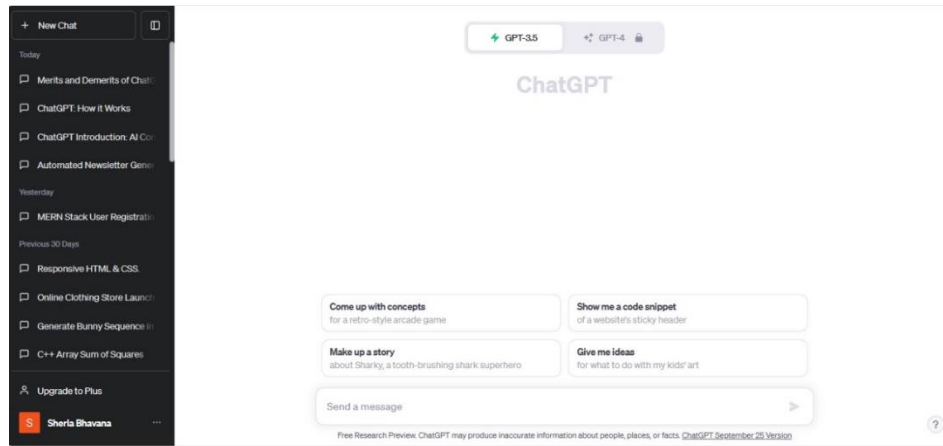 + New Chat
Today
Merits and Demerits of Chat
ChatGPT: How it Works
ChatGPT Introduction: AI Con
Automated Newsletter Gener
Yesterday
MERN Stack User Registratio
Previous 30 Days
Responsive HTML & CSS.
Online Clothing Store Launch
Generate Bunny Sequence in
C++ Array Sum of Squares
Upgrade to Plus
S Sherla Bhavana ...
GPT-3.5 GPT-4
ChatGPT
Come up with concepts
for a retro-style arcade game
Show me a code snippet
of a website's sticky header
Make up a story
about Sharky, a tooth-brushing shark superhero
Give me ideas
for what to do with my kids' art
Send a message
Free Research Preview. ChatGPT may produce inaccurate information about people, places, or facts. ChatGPT September 25 Version
?